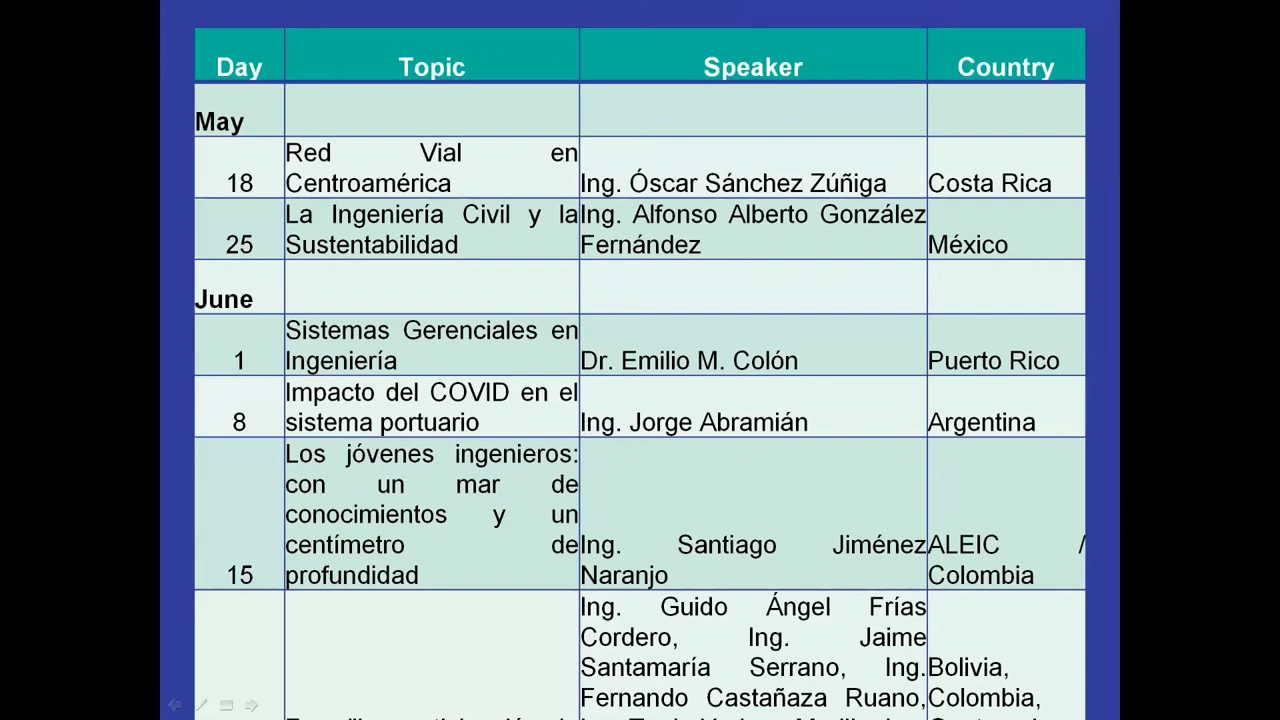 Day Topic Speaker Country
May
Red Vial en
Centroamérica
18 Ing. Óscar Sánchez Zúñiga Costa Rica
La Ingeniería Civil y la
Sustentabilidad
Ing. Alfonso Alberto González
Fernández
25 México
June
Sistemas Gerenciales en
Ingeniería
1 Dr. Emilio M. Colón Puerto Rico
Impacto del COVID en el
sistema portuario
8 Ing. Jorge Abramián Argentina
Los jóvenes ingenieros:
con un mar de
conocimientos y un
centímetro de
profundidad
15
Ing. Santiago Jiménez
Naranjo
ALEIC /
Colombia
Ing. Guido Ángel Frías
Cordero, Ing. Jaime
Santamaría Serrano, Ing.
Fernando Castañaza Ruano,
Bolivia,
Colombia,